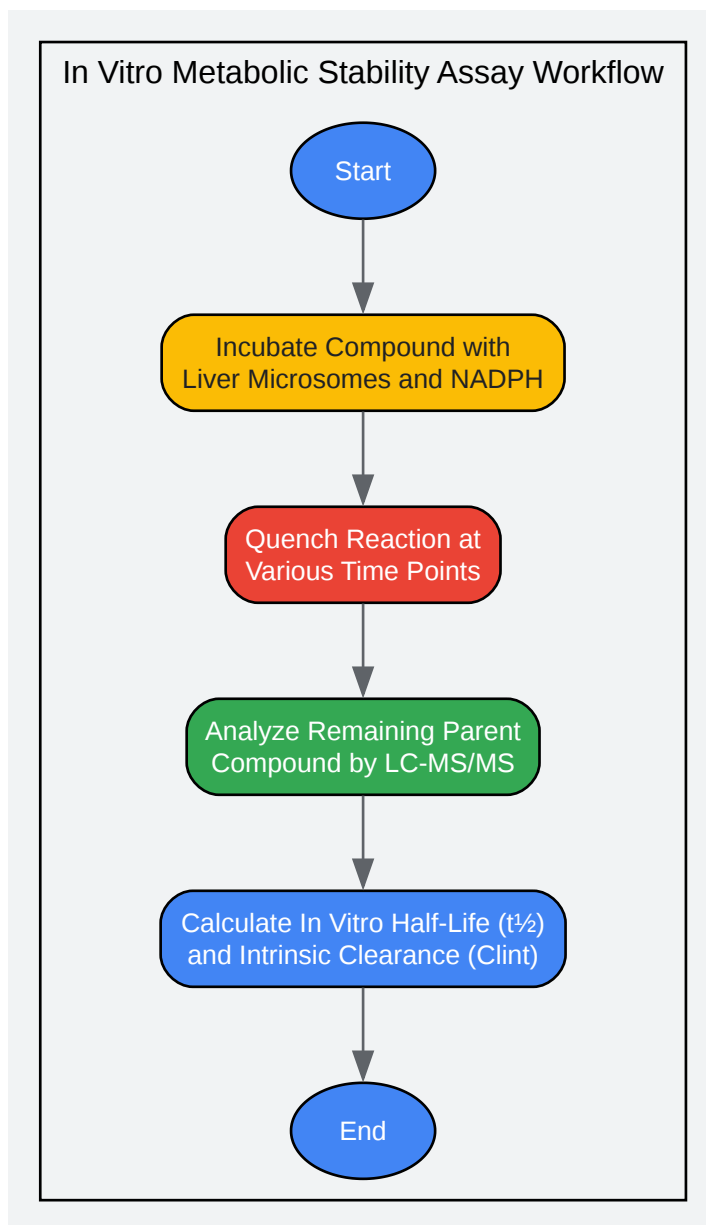 In Vitro Metabolic Stability Assay Workflow
Start
Incubate Compound with
Liver Microsomes and NADPH
Quench Reaction at
Various Time Points
Analyze Remaining Parent
Compound by LC-MS/MS
Calculate In Vitro Half-Life (t½)
and Intrinsic Clearance (Clint)
End